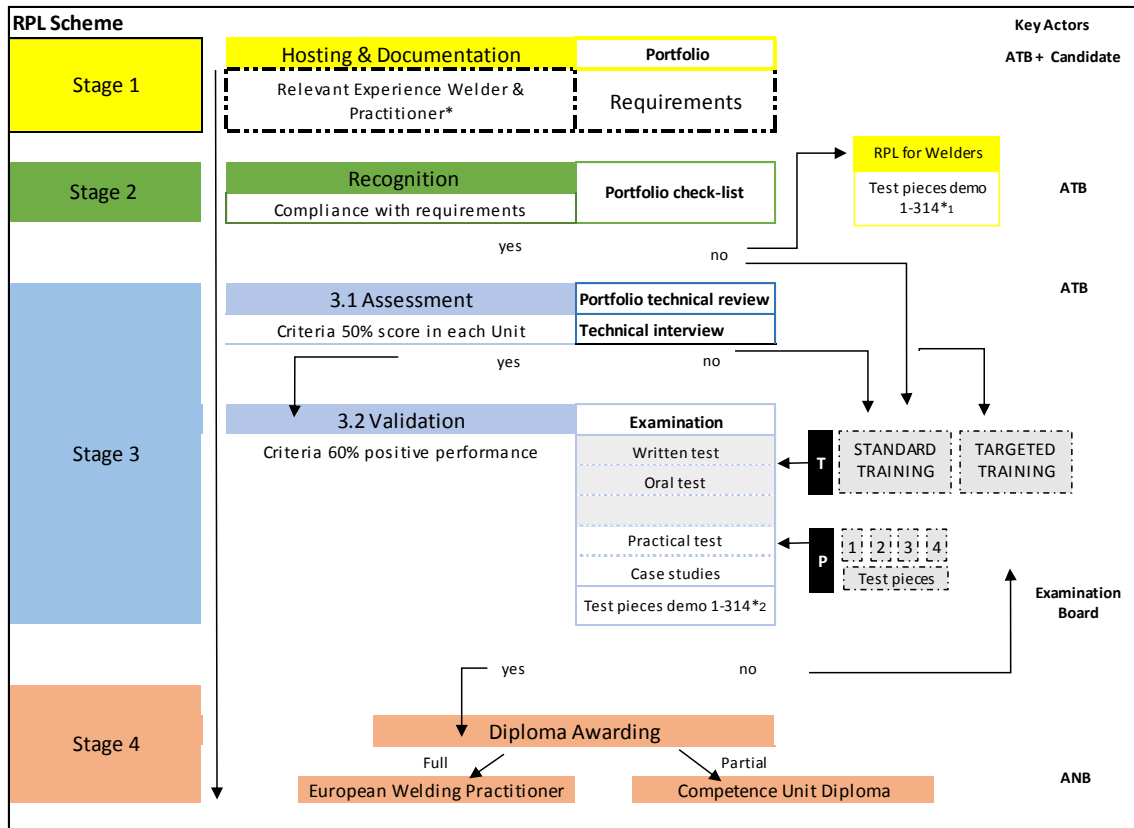 RPL Scheme
Key Actors
Stage 1
Hosting & Documentation
Portfolio
ATB + Candidate
Relevant Experience Welder &
Practitioner*
Requirements
Stage 2
Recognition
Portfolio check-list
Compliance with requirements
RPL for Welders
Test pieces demo
1-314*1
ATB
yes
no
Stage 3
3.1 Assessment
Portfolio technical review
ATB
Criteria 50% score in each Unit
Technical interview
yes
no
3.2 Validation
Examination
Criteria 60% positive performance
Written test
Oral test
T
STANDARD
TRAINING
TARGETED
TRAINING
Practical test
Case studies
Test pieces demo 1-314*2
P
1 2 3 4
Test pieces
Examination
Board
yes
no
Stage 4
Diploma Awarding
Full
Partial
European Welding Practitioner
Competence Unit Diploma
ANB